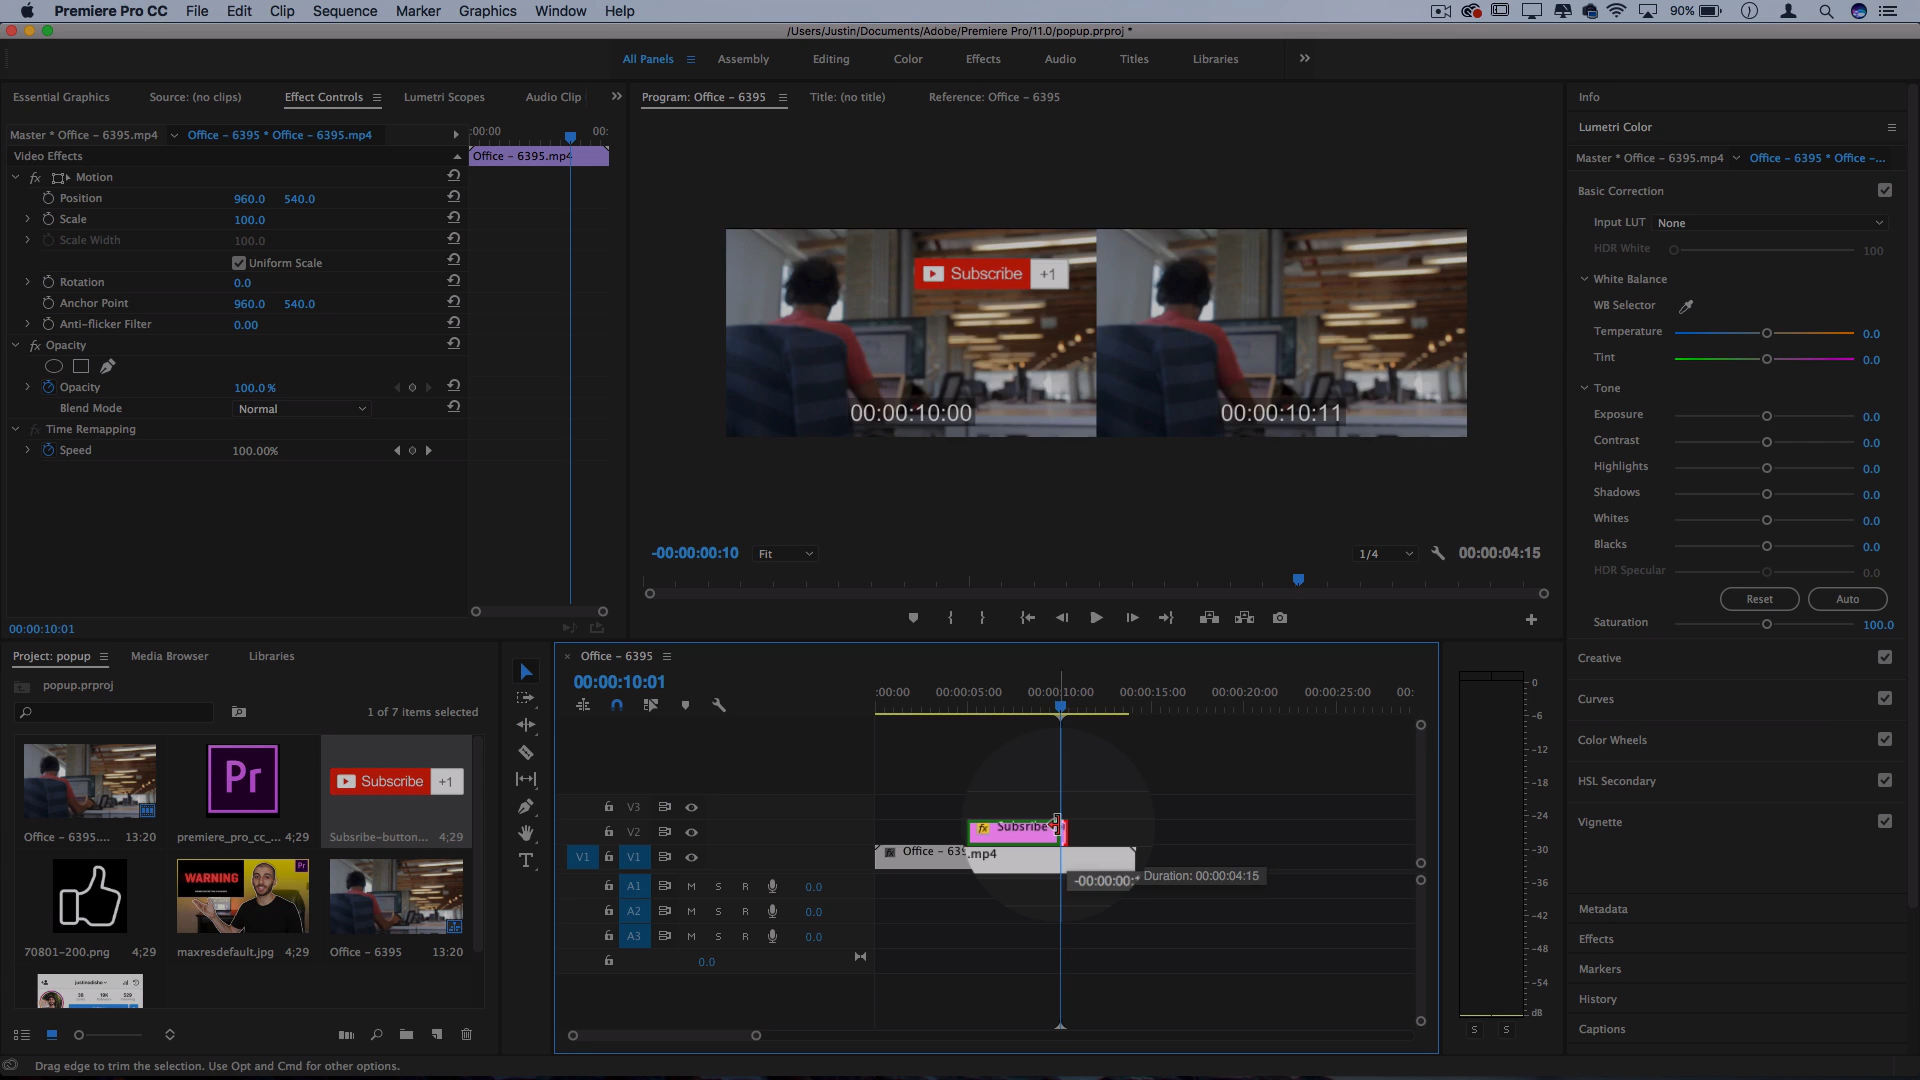 Premiere Pro CC File Edit Clip Sequence Marker Graphics Window Help 90%
/Users/Justin/Documents/Adobe/Premiere Pro/11.0/popup.prproj *
All Panels Assembly Editing Color Effects Audio Titles Libraries
Essential Graphics Source: (no clips) Effect Controls Lumetri Scopes Audio Clip
Master * Office - 6395.mp4 Office - 6395 * Office - 6395.mp4
:00:00 00:
Office - 6395.mp4
Video Effects
fx Motion
Position 960.0 540.0
Scale 100.0
Scale Width 100.0
Uniform Scale
Rotation 0.0
Anchor Point 960.0 540.0
Anti-flicker Filter 0.00
fx Opacity
Opacity 100.0 %
Blend Mode Normal
fx Time Remapping
Speed 100.00%
00:00:10:01
Program: Office - 6395 Title: (no title) Reference: Office - 6395
Subscribe +1
00:00:10:00 00:00:10:11
-00:00:00:10 Fit 1/4 00:00:04:15
Info
Lumetri Color
Master * Office - 6395.mp4 Office - 6395 * Office -...
Basic Correction
Input LUT None
HDR White 100
White Balance
WB Selector
Temperature 0.0
Tint 0.0
Tone
Exposure 0.0
Contrast 0.0
Highlights 0.0
Shadows 0.0
Whites 0.0
Blacks 0.0
HDR Specular 0.0
Reset Auto
Saturation 100.0
Creative
Curves
Color Wheels
HSL Secondary
Vignette
Metadata
Effects
Markers
History
Captions
Project: popup Media Browser Libraries
popup.prproj
1 of 7 items selected
Pr
Subscribe +1
Office - 6395.... 13:20 premiere_pro_cc_... 4;29 Subsribe-button... 4;29
WARNING
Pr
70801-200.png 4;29 maxresdefault.jpg 4;29 Office - 6395 13:20
Office - 6395
00:00:10:01
:00:00 00:00:05:00 00:00:10:00 00:00:15:00 00:00:20:00 00:00:25:00 00:
V3
V2
fx Subsribe
V1 V1
fx Office - 639 .mp4
-00:00:00: Duration: 00:00:04:15
A1 M S R 0.0
A2 M S R 0.0
A3 M S R 0.0
0.0
0
-6
-12
-18
-24
-30
-36
-42
-48
-54
dB
S S
Drag edge to trim the selection. Use Opt and Cmd for other options.